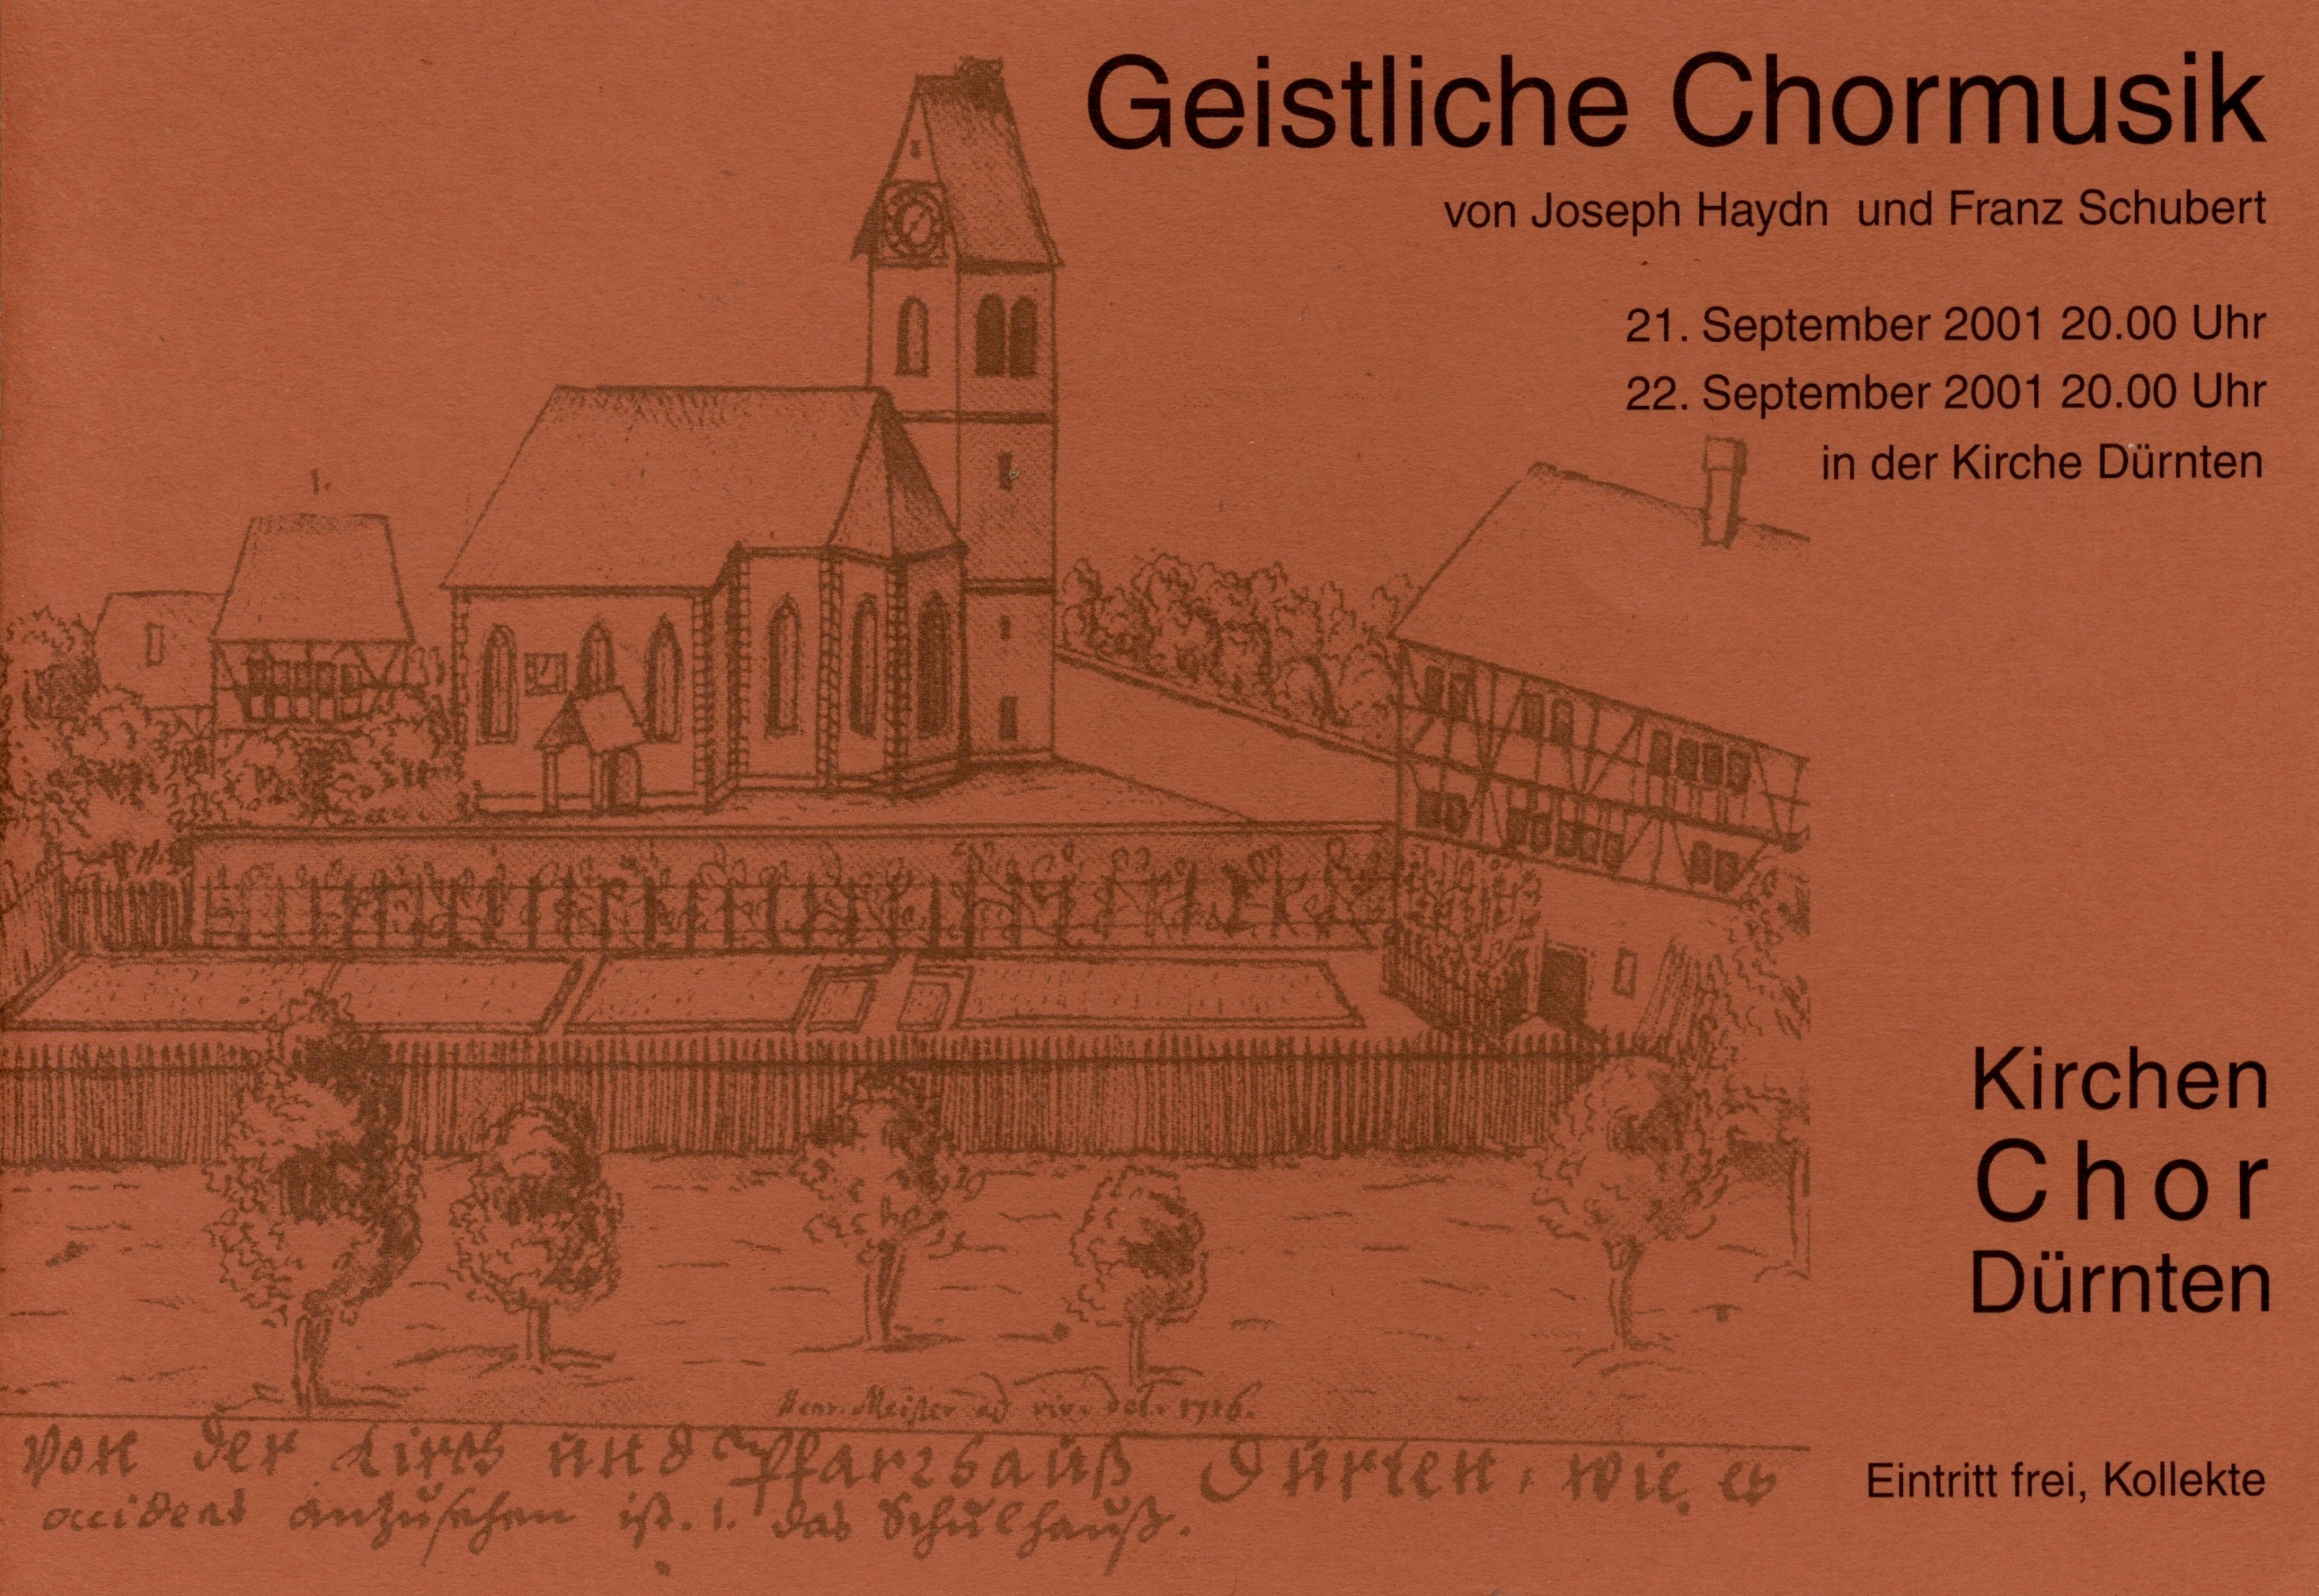 Geistliche Chormusik
von Joseph Haydn und Franz Schubert
21. September 2001 20.00 Uhr
22. September 2001 20.00 Uhr
in der Kirche Dürnten
1.
Kirchen
Chor
Dürnten
Henr. Meister ad viv. del. 1716.
Von der Kirch und Pfarrhauß Dürten, wie es
occident anzusehen ist. 1. das Schulhauß.
Eintritt frei, Kollekte